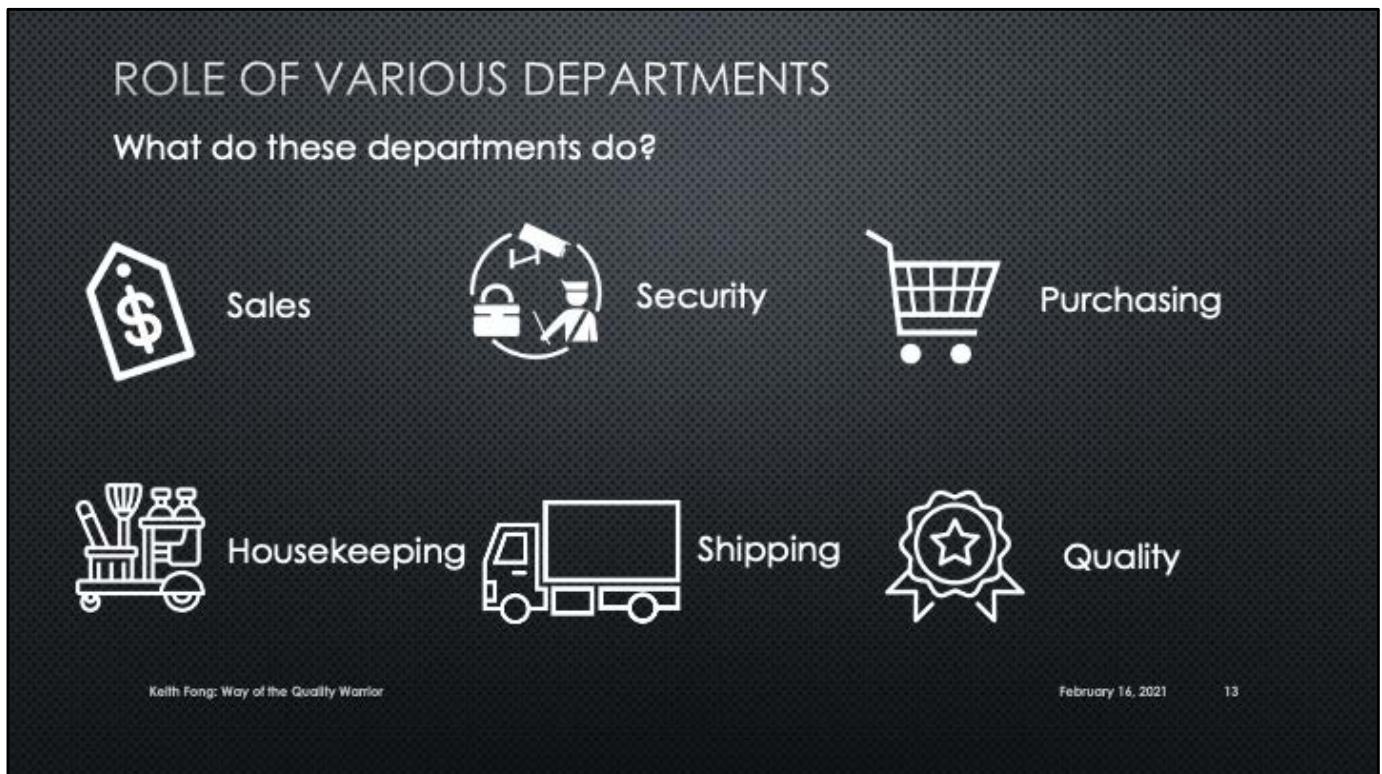 ROLE OF VARIOUS DEPARTMENTS
What do these departments do?
$
Sales
Security
Purchasing
Housekeeping
Shipping
Quality
Keith Fong: Way of the Quality Warrior
February 16, 2021
13